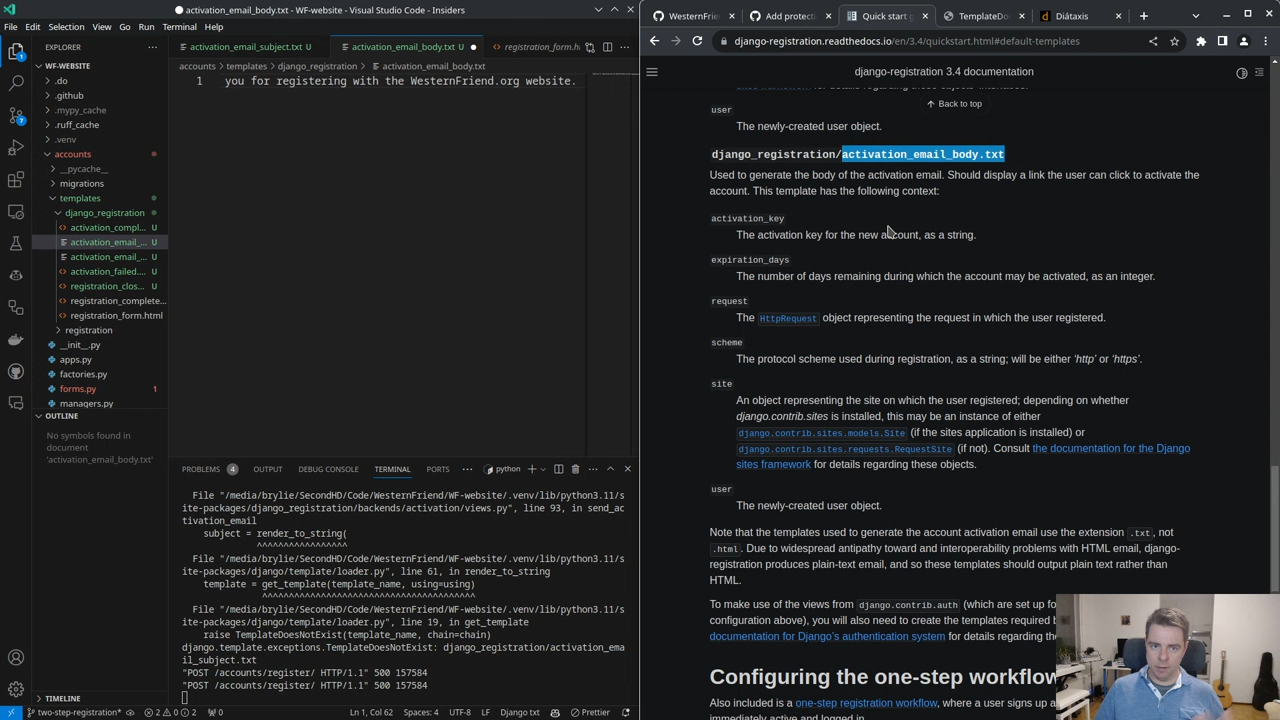 activation_email_body.txt - WF-website - Visual Studio Code - Insiders
File Edit Selection View Go Run Terminal Help
EXPLORER
WF-WEBSITE
.do
.github
.mypy_cache
.ruff_cache
.venv
accounts
__pycache__
migrations
templates
django_registration
activation_compl... U
activation_email_... U
activation_email_... U
activation_failed.... U
registration_clos... U
registration_complete...
registration_form.html
registration
__init__.py
apps.py
factories.py
forms.py 1
managers.py
OUTLINE
No symbols found in
document
'activation_email_body.txt'
TIMELINE
activation_email_subject.txt U activation_email_body.txt U registration_form.h
accounts > templates > django_registration > activation_email_body.txt
1 you for registering with the WesternFriend.org website.
PROBLEMS 4 OUTPUT DEBUG CONSOLE TERMINAL PORTS python
File "/media/brylie/SecondHD/Code/WesternFriend/WF-website/.venv/lib/python3.11/s
ite-packages/django_registration/backends/activation/views.py", line 93, in send_ac
tivation_email
subject = render_to_string(
^^^^^^^^^^^^^^^^^
File "/media/brylie/SecondHD/Code/WesternFriend/WF-website/.venv/lib/python3.11/s
ite-packages/django/template/loader.py", line 61, in render_to_string
template = get_template(template_name, using=using)
^^^^^^^^^^^^^^^^^^^^^^^^^^^^^^^^^^^^^^^^
File "/media/brylie/SecondHD/Code/WesternFriend/WF-website/.venv/lib/python3.11/s
ite-packages/django/template/loader.py", line 19, in get_template
raise TemplateDoesNotExist(template_name, chain=chain)
django.template.exceptions.TemplateDoesNotExist: django_registration/activation_ema
il_subject.txt
"POST /accounts/register/ HTTP/1.1" 500 157584
"POST /accounts/register/ HTTP/1.1" 500 157584
two-step-registration* 2 0 2 0 Ln 1, Col 62 Spaces: 4 UTF-8 LF Django txt Prettier
WesternFrie Add protecti Quick start g TemplateDo Diátaxis
django-registration.readthedocs.io/en/3.4/quickstart.html#default-templates
django-registration 3.4 documentation
Back to top
user
The newly-created user object.
django_registration/activation_email_body.txt
Used to generate the body of the activation email. Should display a link the user can click to activate the
account. This template has the following context:
activation_key
The activation key for the new account, as a string.
expiration_days
The number of days remaining during which the account may be activated, as an integer.
request
The HttpRequest object representing the request in which the user registered.
scheme
The protocol scheme used during registration, as a string; will be either ‘http’ or ‘https’.
site
An object representing the site on which the user registered; depending on whether
django.contrib.sites is installed, this may be an instance of either
django.contrib.sites.models.Site (if the sites application is installed) or
django.contrib.sites.requests.RequestSite (if not). Consult the documentation for the Django
sites framework for details regarding these objects.
user
The newly-created user object.
Note that the templates used to generate the account activation email use the extension .txt, not
.html. Due to widespread antipathy toward and interoperability problems with HTML email, django-
registration produces plain-text email, and so these templates should output plain text rather than
HTML.
To make use of the views from django.contrib.auth (which are set up fo
configuration above), you will also need to create the templates required b
documentation for Django’s authentication system for details regarding the
Configuring the one-step workflow
Also included is a one-step registration workflow, where a user signs up a
immediately active and logged in.